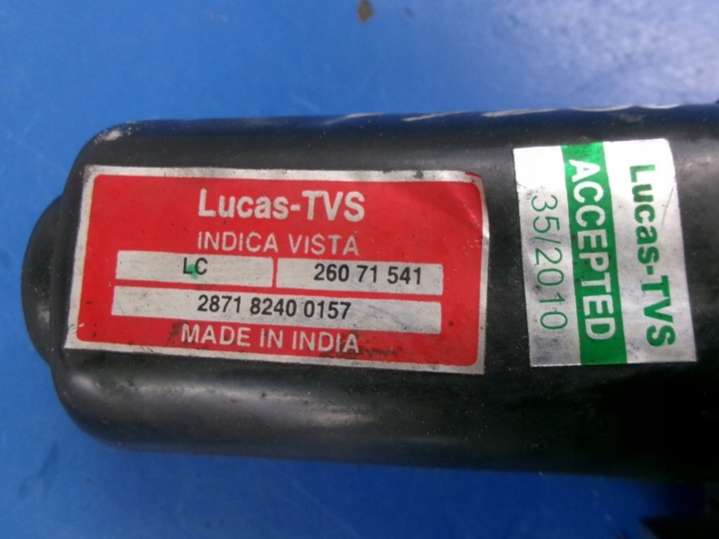 Lucas-TVS
INDICA VISTA
LC
260 71 541
2871 8240 0157
MADE IN INDIA
Lucas-TVS
ACCEPTED
35/2010